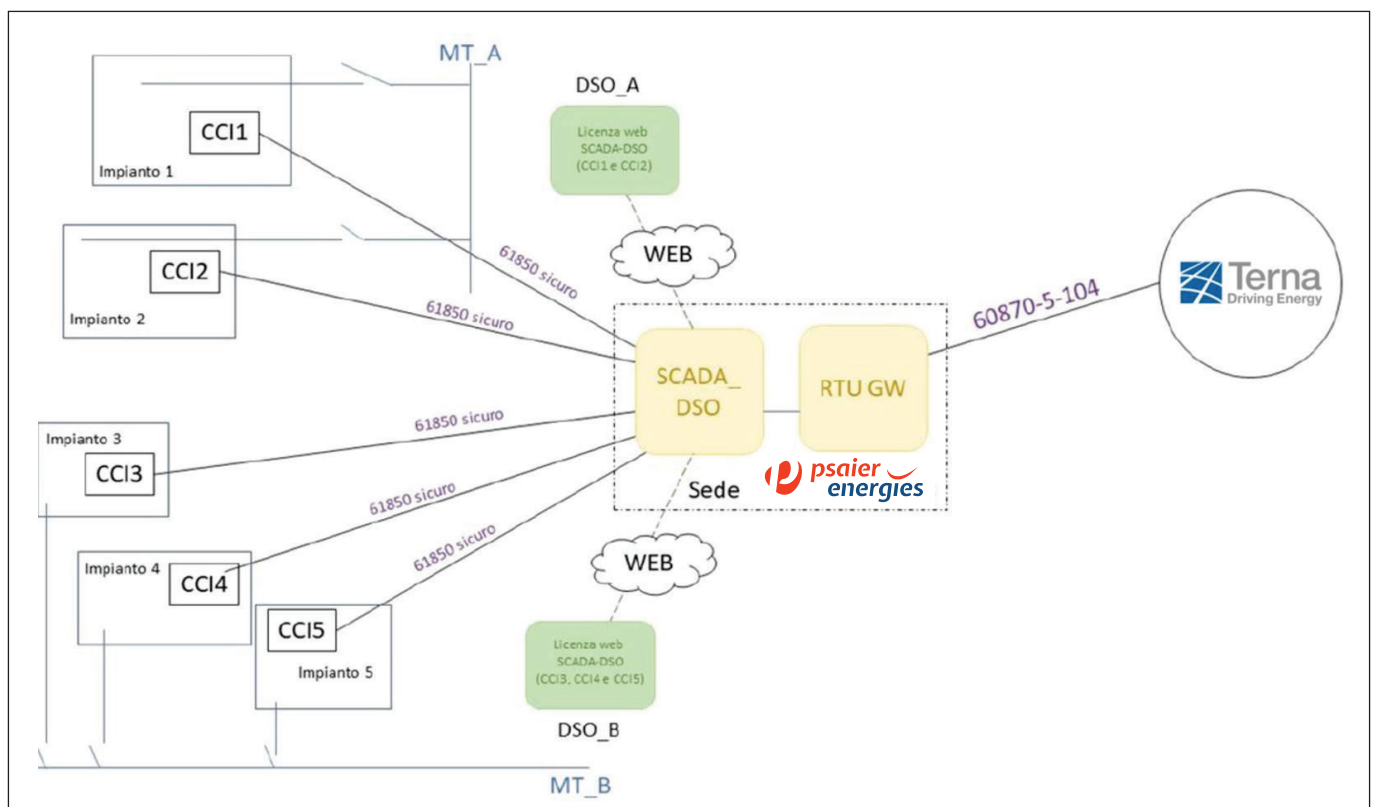 MT_A
CCI1
Impianto 1
CCI2
Impianto 2
61850 sicuro
61850 sicuro
DSO_A
Licenza web
SCADA-DSO
(CCI1 e CCI2)
WEB
SCADA_
DSO
RTU GW
Sede
psaier
energies
60870-5-104
Terna
Driving Energy
Impianto 3
CCI3
61850 sicuro
Impianto 4
CCI4
61850 sicuro
CCI5
Impianto 5
61850 sicuro
WEB
Licenza web
SCADA-DSO
(CCI3, CCI4 e CCI5)
DSO_B
MT_B